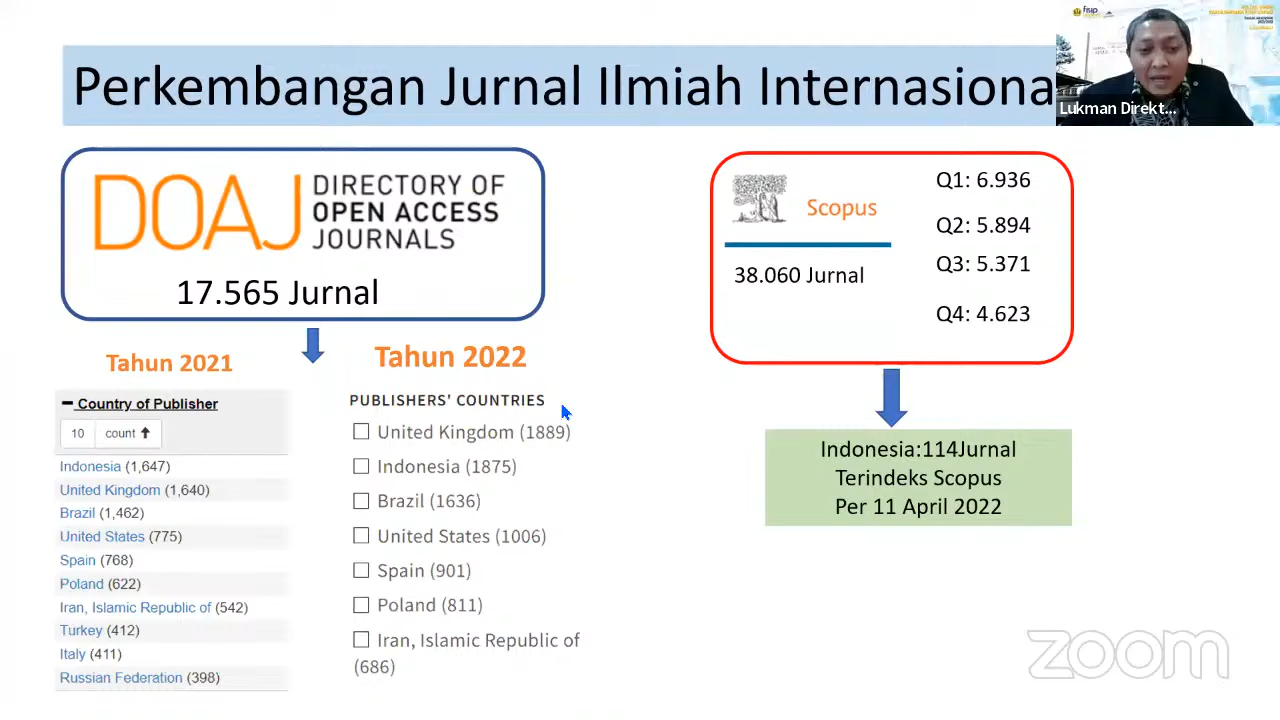 Perkembangan Jurnal Ilmiah Internasiona
fisip
Lukman Direkt...
DOAJ
DIRECTORY OF
OPEN ACCESS
JOURNALS
17.565 Jurnal
Scopus
38.060 Jurnal
Q1: 6.936
Q2: 5.894
Q3: 5.371
Q4: 4.623
Tahun 2021
Country of Publisher
10 count
Indonesia (1,647)
United Kingdom (1,640)
Brazil (1,462)
United States (775)
Spain (768)
Poland (622)
Iran, Islamic Republic of (542)
Turkey (412)
Italy (411)
Russian Federation (398)
Tahun 2022
PUBLISHERS' COUNTRIES
United Kingdom (1889)
Indonesia (1875)
Brazil (1636)
United States (1006)
Spain (901)
Poland (811)
Iran, Islamic Republic of
(686)
Indonesia:114Jurnal
Terindeks Scopus
Per 11 April 2022
zoom